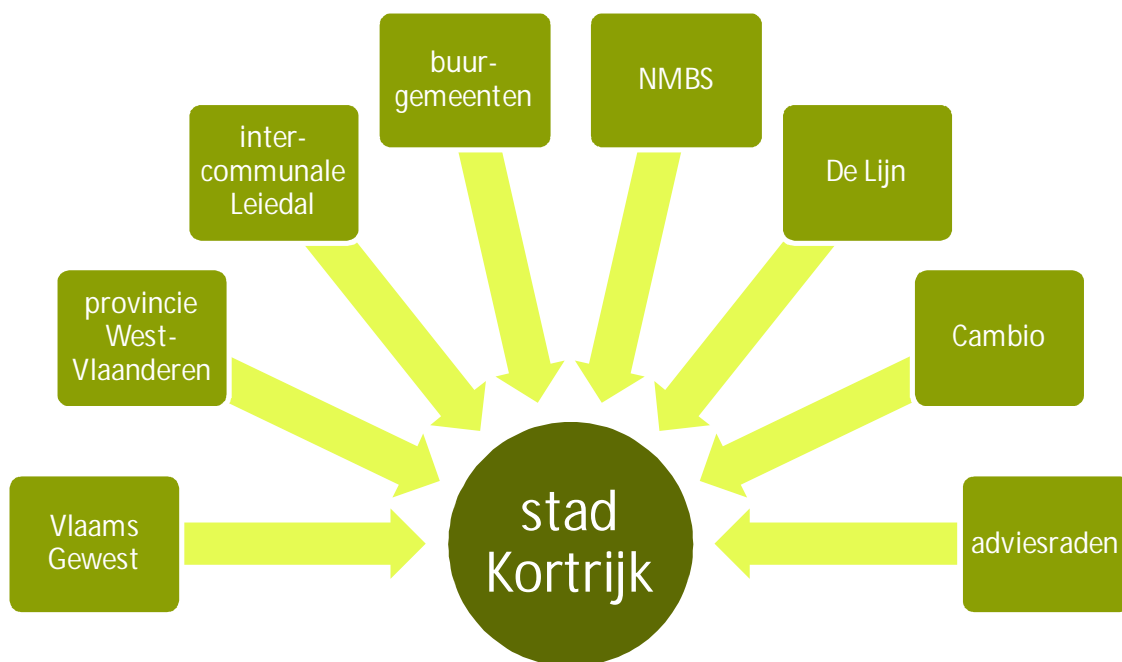 buur-
gemeenten
NMBS
inter-
communale
Leiedal
De Lijn
provincie
West-
Vlaanderen
Cambio
Vlaams
Gewest
stad
Kortrijk
adviesraden